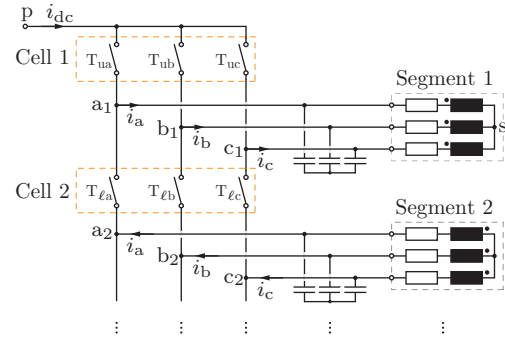 p i_dc
Cell 1 T_ua T_ub T_uc
Segment 1
a_1 i_a
b_1 i_b
c_1 i_c
s
Cell 2 T_ℓa T_ℓb T_ℓc
Segment 2
a_2 i_a
b_2 i_b
c_2 i_c
⋮ ⋮ ⋮ ⋮ ⋮